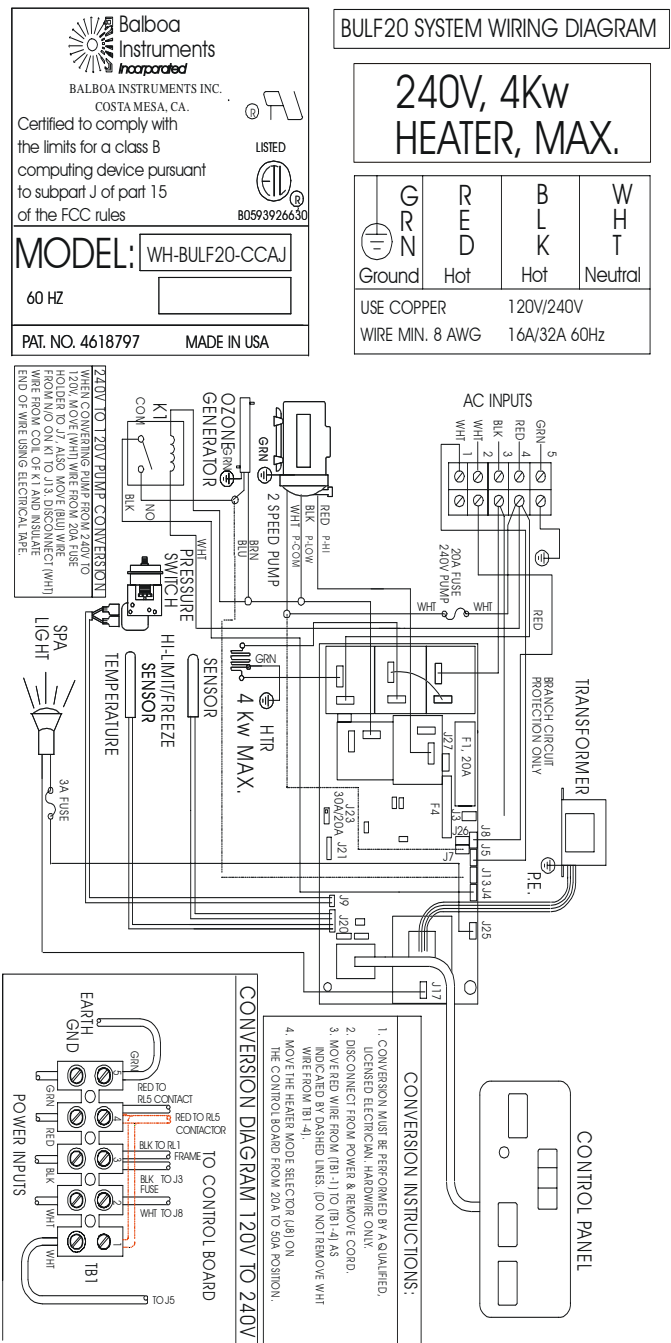 Balboa
Instruments
Incorporated
BALBOA INSTRUMENTS INC.
COSTA MESA, CA.
Certified to comply with
the limits for a class B
computing device pursuant
to subpart J of part 15
of the FCC rules
LISTED
ETL
B0593926630
MODEL: WH-BULF20-CCAJ
60 HZ
PAT. NO. 4618797 MADE IN USA
BULF20 SYSTEM WIRING DIAGRAM
240V, 4Kw
HEATER, MAX.
GRN RED BLK WHT
Ground Hot Hot Neutral
USE COPPER 120V/240V
WIRE MIN. 8 AWG 16A/32A 60Hz
240V TO 120V PUMP CONVERSION
WHEN CONVERTING PUMP FROM 240V TO
120V, MOVE (WHT) WIRE FROM 20A FUSE
HOLDER TO J7. ALSO MOVE (BLU) WIRE
FROM N/O ON K1 TO J13. DISCONNECT (WHT)
WIRE FROM COIL OF K1 AND INSULATE
END OF WIRE USING ELECTRICAL TAPE.
K1
COM
NO
BLK
WHT
OZONE
GENERATOR
GRN
BRN
BLU
GRN
2 SPEED PUMP
RED P-HI
BLK P-LOW
WHT P-COM
AC INPUTS
WHT
WHT
BLK
RED
GRN
1 2 3 4 5
20A FUSE
240V PUMP
WHT
WHT
RED
BRANCH CIRCUIT
PROTECTION ONLY
TRANSFORMER
P.E.
PRESSURE
SWITCH
SPA
LIGHT
3A FUSE
TEMPERATURE
SENSOR
HI-LIMIT/FREEZE
SENSOR
GRN
HTR
4 Kw MAX.
F1, 20A
J27
F4
J3
J26
J8
J7
J5
J13
J4
J25
J23
30A/20A
J21
J9
J20
J17
CONTROL PANEL
CONVERSION INSTRUCTIONS:
1. CONVERSION MUST BE PERFORMED BY A QUALIFIED,
LICENSED ELECTRICIAN. HARDWIRE ONLY.
2. DISCONNECT FROM POWER & REMOVE CORD.
3. MOVE RED WIRE FROM (TB1-1) TO (TB1-4) AS
INDICATED BY DASHED LINES. (DO NOT REMOVE WHT
WIRE FROM TB1-4).
4. MOVE THE HEATER MODE SELECTOR (J8) ON
THE CONTROL BOARD FROM 20A TO 50A POSITION.
CONVERSION DIAGRAM 120V TO 240V
EARTH
GND
GRN
RED TO
RL5 CONTACT
RED TO RL5
CONTACTOR
BLK TO RL1
FRAME
BLK TO J3
FUSE
WHT TO J8
TO CONTROL BOARD
5
4
3
2
1
GRN
RED
BLK
WHT
WHT
POWER INPUTS
TB1
TO J5